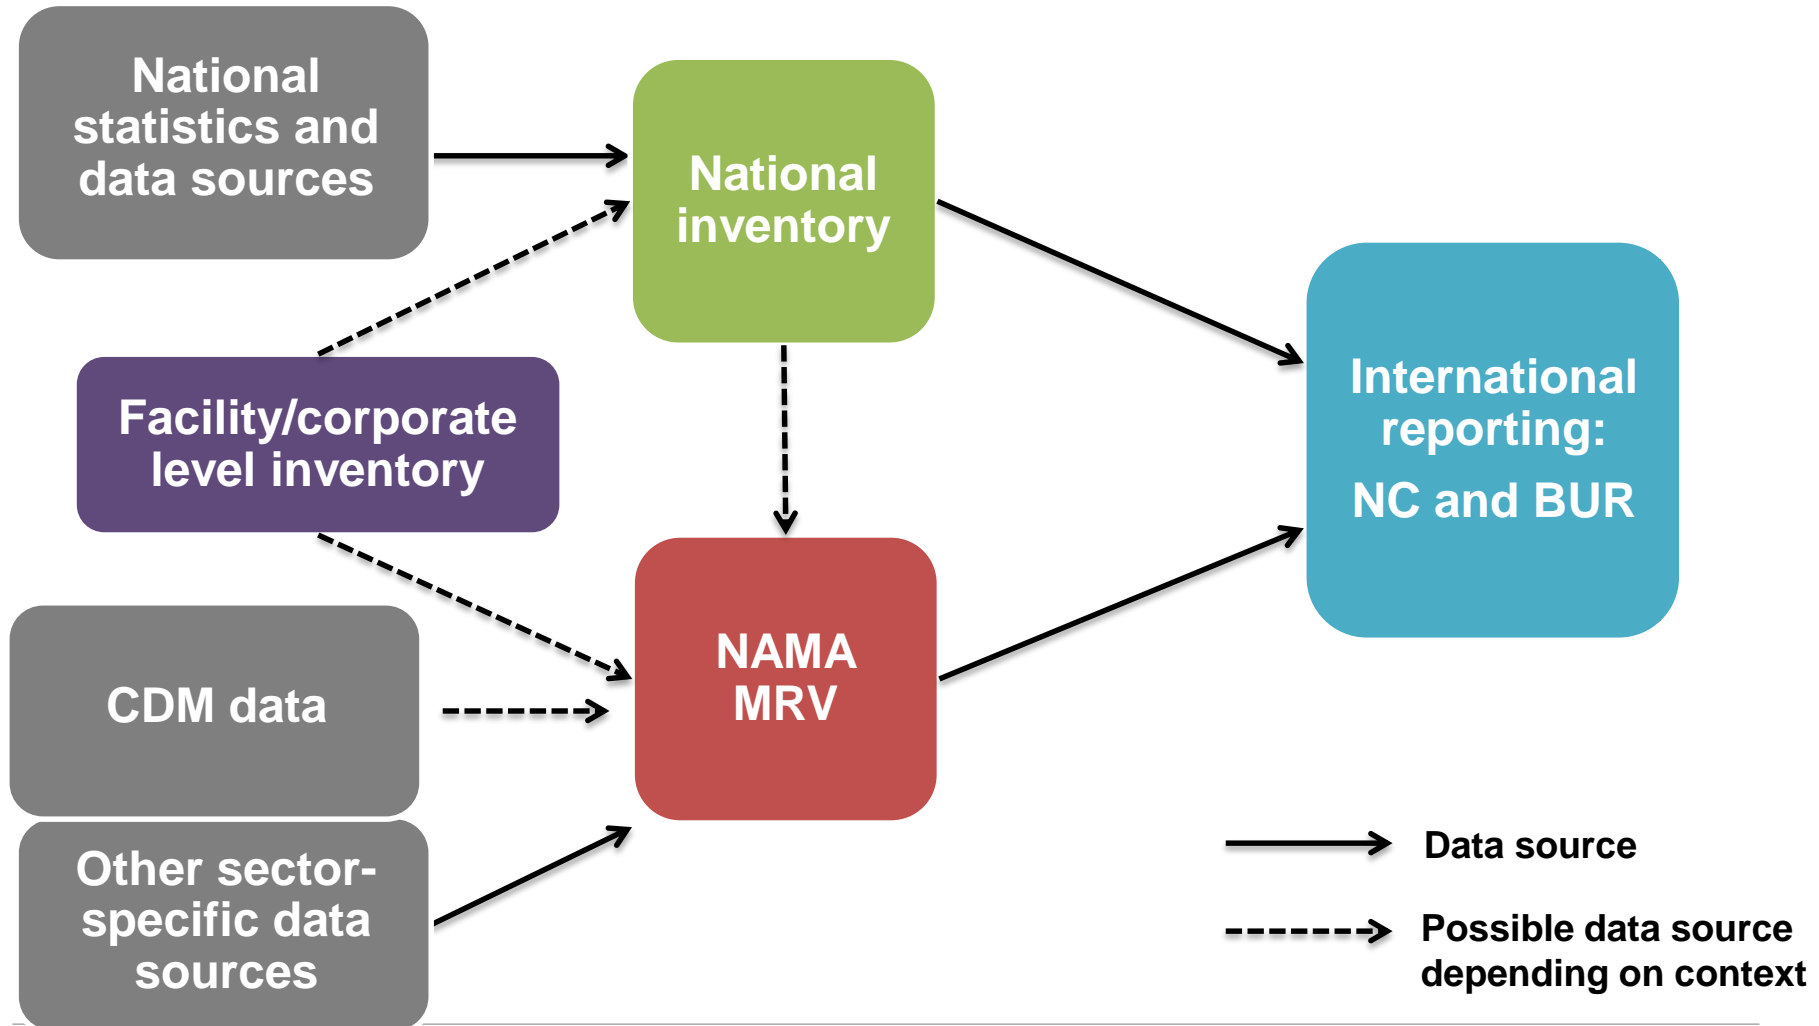 National
statistics and
data sources
National
inventory
Facility/corporate
level inventory
International
reporting:
NC and BUR
CDM data
NAMA
MRV
Other sector-
specific data
sources
Data source
Possible data source
depending on context